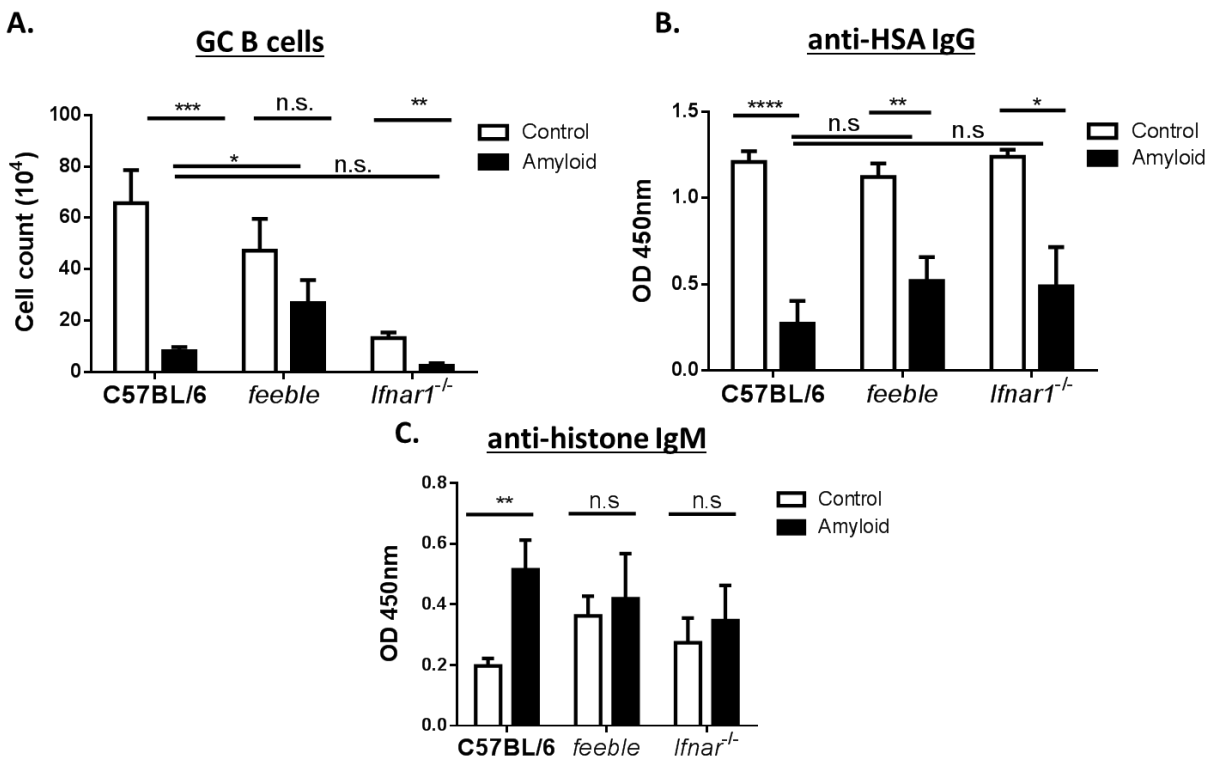 A.
GC B cells
*** n.s. **
* n.s.
Cell count (10⁴)
100
80
60
40
20
0
C57BL/6 feeble Ifnar1-/-
Control
Amyloid
B.
anti-HSA IgG
**** ** *
n.s n.s
OD 450nm
1.5
1.0
0.5
0.0
C57BL/6 feeble Ifnar1-/-
Control
Amyloid
C.
anti-histone IgM
** n.s n.s
OD 450nm
0.8
0.6
0.4
0.2
0.0
C57BL/6 feeble Ifnar-/-
Control
Amyloid